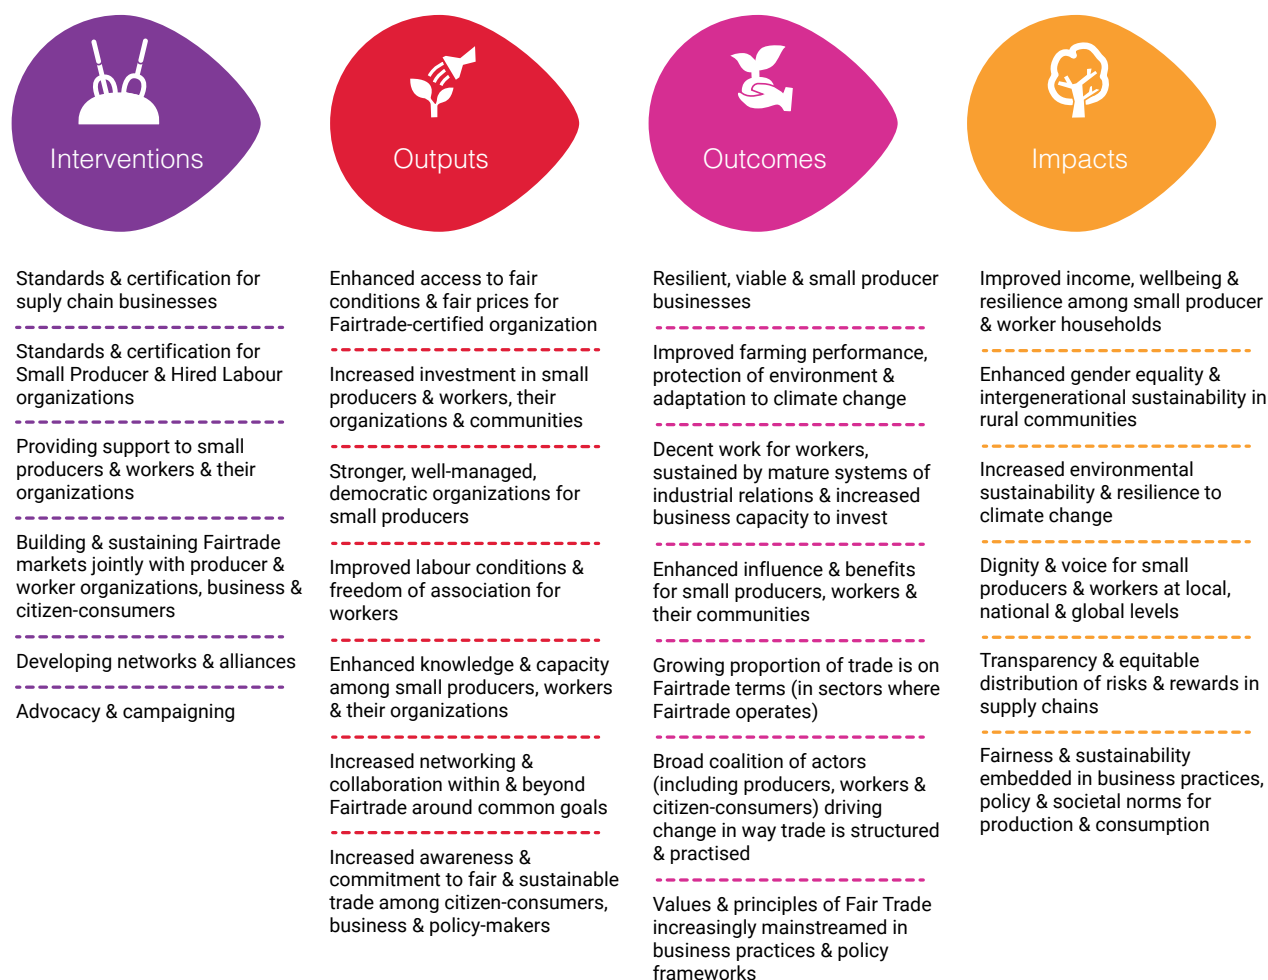 Interventions
Standards & certification for
suply chain businesses
Standards & certification for
Small Producer & Hired Labour
organizations
Providing support to small
producers & workers & their
organizations
Building & sustaining Fairtrade
markets jointly with producer &
worker organizations, business &
citizen-consumers
Developing networks & alliances
Advocacy & campaigning
Outputs
Enhanced access to fair
conditions & fair prices for
Fairtrade-certified organization
Increased investment in small
producers & workers, their
organizations & communities
Stronger, well-managed,
democratic organizations for
small producers
Improved labour conditions &
freedom of association for
workers
Enhanced knowledge & capacity
among small producers, workers
& their organizations
Increased networking &
collaboration within & beyond
Fairtrade around common goals
Increased awareness &
commitment to fair & sustainable
trade among citizen-consumers,
business & policy-makers
Outcomes
Resilient, viable & small producer
businesses
Improved farming performance,
protection of environment &
adaptation to climate change
Decent work for workers,
sustained by mature systems of
industrial relations & increased
business capacity to invest
Enhanced influence & benefits
for small producers, workers &
their communities
Growing proportion of trade is on
Fairtrade terms (in sectors where
Fairtrade operates)
Broad coalition of actors
(including producers, workers &
citizen-consumers) driving
change in way trade is structured
& practised
Values & principles of Fair Trade
increasingly mainstreamed in
business practices & policy
frameworks
Impacts
Improved income, wellbeing &
resilience among small producer
& worker households
Enhanced gender equality &
intergenerational sustainability in
rural communities
Increased environmental
sustainability & resilience to
climate change
Dignity & voice for small
producers & workers at local,
national & global levels
Transparency & equitable
distribution of risks & rewards in
supply chains
Fairness & sustainability
embedded in business practices,
policy & societal norms for
production & consumption